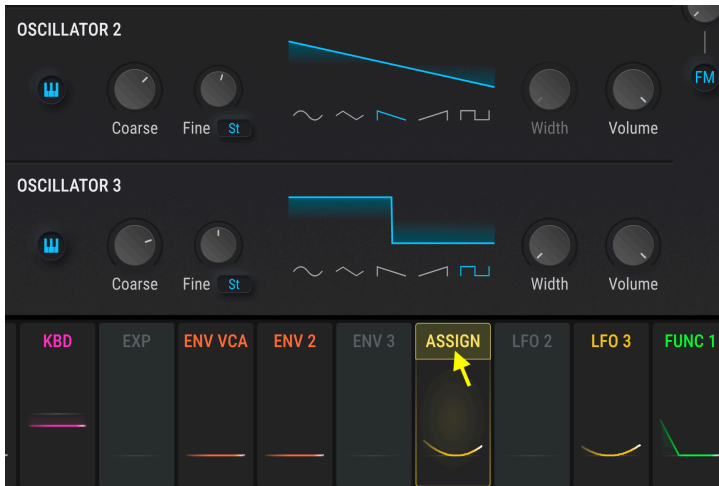 OSCILLATOR 2
FM
Coarse
Fine
St
Width
Volume
OSCILLATOR 3
Coarse
Fine
St
Width
Volume
KBD
EXP
ENV VCA
ENV 2
ENV 3
ASSIGN
LFO 2
LFO 3
FUNC 1